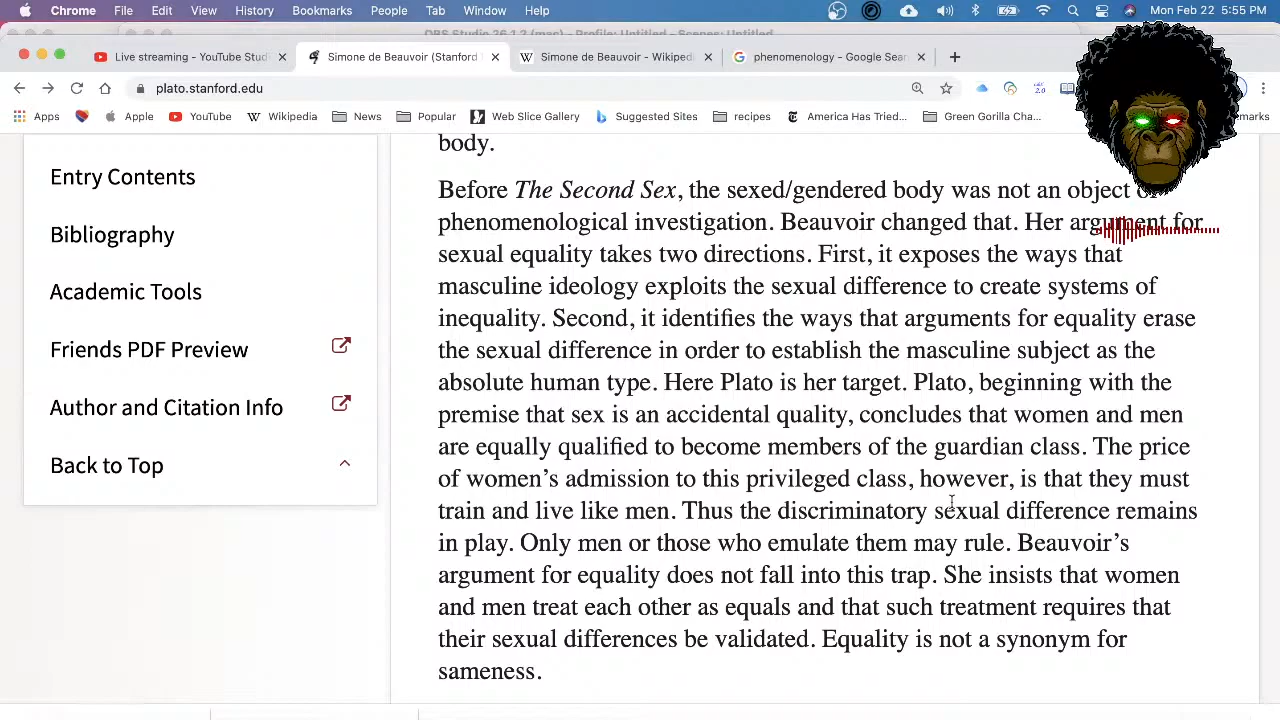 Chrome File Edit View History Bookmarks People Tab Window Help Mon Feb 22 5:55 PM
Live streaming - YouTube Stud Simone de Beauvoir (Stanford Simone de Beauvoir - Wikiped phenomenology - Google Sear
plato.stanford.edu
Apps Apple YouTube Wikipedia News Popular Web Slice Gallery Suggested Sites recipes America Has Tried... Green Gorilla Cha...
Entry Contents
Bibliography
Academic Tools
Friends PDF Preview
Author and Citation Info
Back to Top
body.
Before The Second Sex, the sexed/gendered body was not an object of
phenomenological investigation. Beauvoir changed that. Her argument for
sexual equality takes two directions. First, it exposes the ways that
masculine ideology exploits the sexual difference to create systems of
inequality. Second, it identifies the ways that arguments for equality erase
the sexual difference in order to establish the masculine subject as the
absolute human type. Here Plato is her target. Plato, beginning with the
premise that sex is an accidental quality, concludes that women and men
are equally qualified to become members of the guardian class. The price
of women's admission to this privileged class, however, is that they must
train and live like men. Thus the discriminatory sexual difference remains
in play. Only men or those who emulate them may rule. Beauvoir's
argument for equality does not fall into this trap. She insists that women
and men treat each other as equals and that such treatment requires that
their sexual differences be validated. Equality is not a synonym for
sameness.